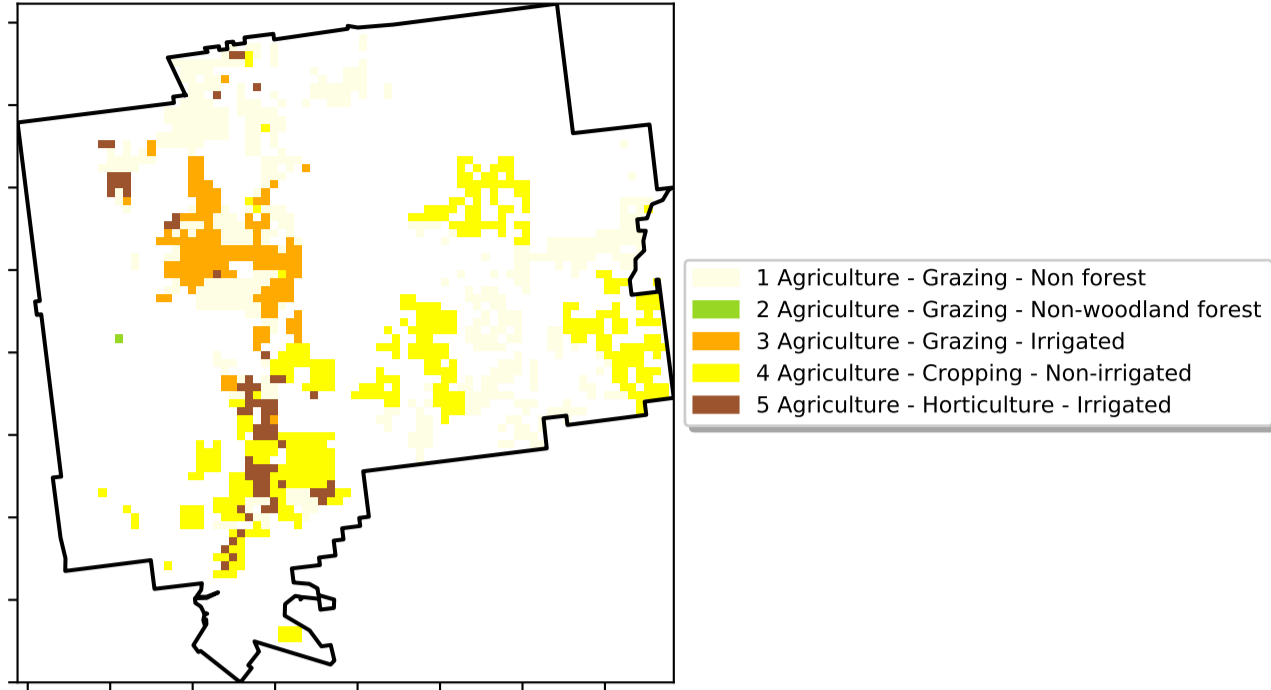 1 Agriculture - Grazing - Non forest
2 Agriculture - Grazing - Non-woodland forest
3 Agriculture - Grazing - Irrigated
4 Agriculture - Cropping - Non-irrigated
5 Agriculture - Horticulture - Irrigated